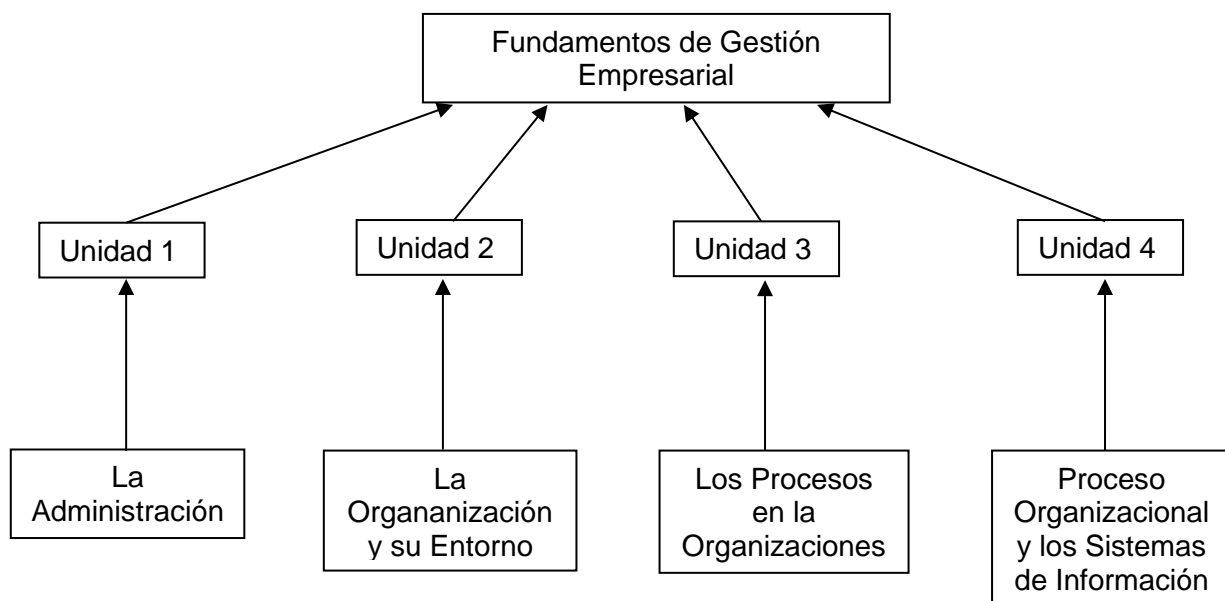 Fundamentos de Gestión
Empresarial
Unidad 1
Unidad 2
Unidad 3
Unidad 4
La
Administración
La
Organanización
y su Entorno
Los Procesos
en la
Organizaciones
Proceso
Organizacional
y los Sistemas
de Información